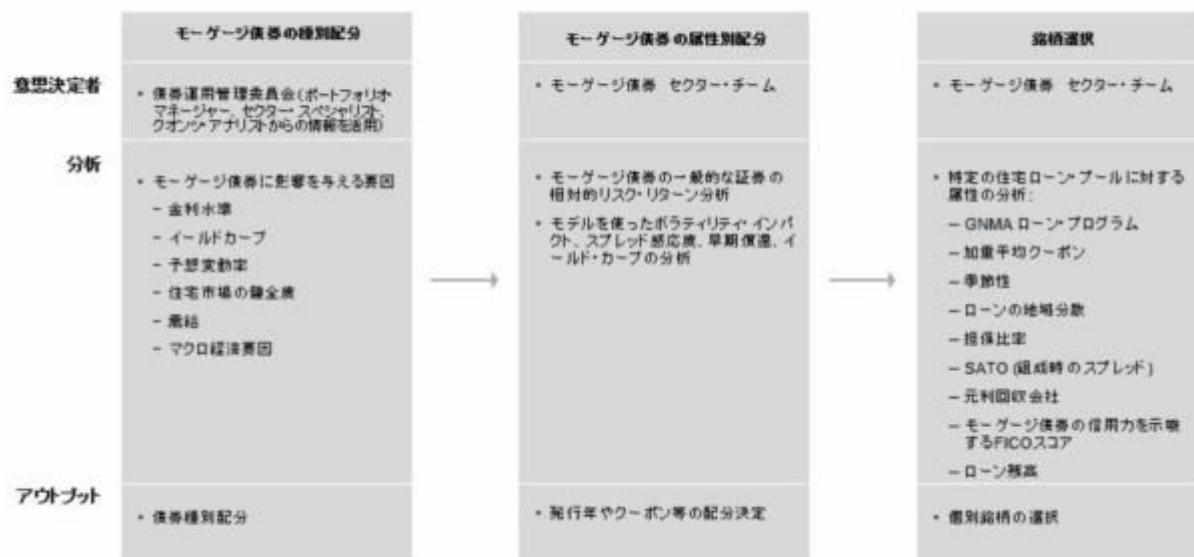 モーゲージ債券の種別配分
モーゲージ債券の属性別配分
銘柄選択
意思決定者
• 債券運用管理委員会(ポートフォリオ・
マネージャー、セクター・スペシャリスト、
クオンツ・アナリストからの情報を活用)
• モーゲージ債券 セクター・チーム
• モーゲージ債券 セクター・チーム
分析
• モーゲージ債券に影響を与える要因
– 金利水準
– イールドカーブ
– 予想変動率
– 住宅市場の健全度
– 需給
– マクロ経済要因
• モーゲージ債券の一般的な証券の
相対的リスク・リターン分析
• モデルを使ったボラティリティ・インパ
クト、スプレッド感応度、早期償還、イ
ールド・カーブの分析
• 特定の住宅ローン・プールに対する
属性の分析:
– GNMA ローン・プログラム
– 加重平均クーポン
– 季節性
– ローンの地域分散
– 担保比率
– SATO (組成時のスプレッド)
– 元利回収会社
– モーゲージ債券の信用力を示唆
するFICOスコア
– ローン残高
アウトプット
• 債券種別配分
• 発行年やクーポン等の配分決定
• 個別銘柄の選択